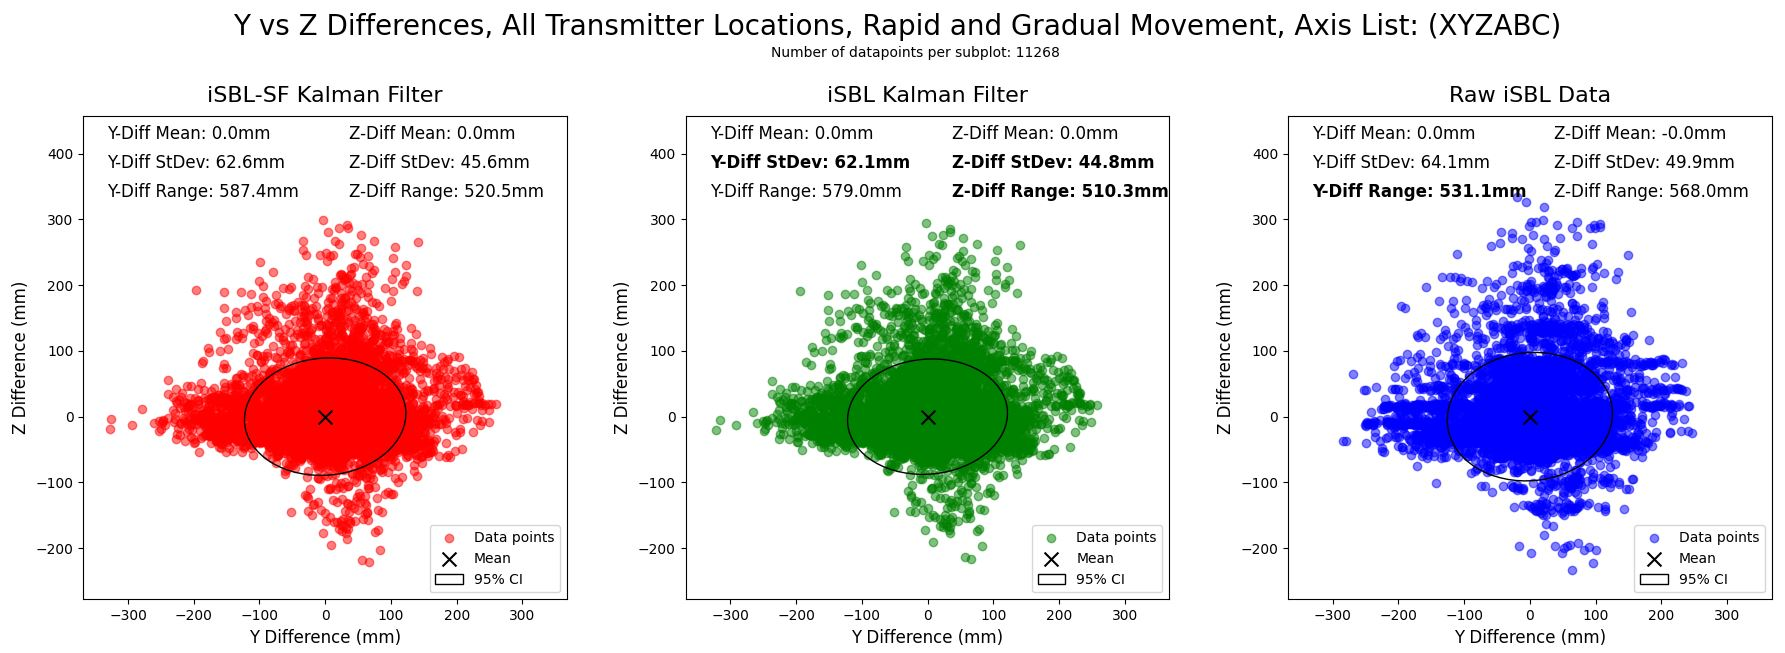 Y vs Z Differences, All Transmitter Locations, Rapid and Gradual Movement, Axis List: (XYZABC)
Number of datapoints per subplot: 11268
iSBL-SF Kalman Filter
Y-Diff Mean: 0.0mm Z-Diff Mean: 0.0mm
Y-Diff StDev: 62.6mm Z-Diff StDev: 45.6mm
Y-Diff Range: 587.4mm Z-Diff Range: 520.5mm
400
300
200
100
0
−100
−200
Z Difference (mm)
Data points
Mean
95% CI
−300 −200 −100 0 100 200 300
Y Difference (mm)
iSBL Kalman Filter
Y-Diff Mean: 0.0mm Z-Diff Mean: 0.0mm
Y-Diff StDev: 62.1mm Z-Diff StDev: 44.8mm
Y-Diff Range: 579.0mm Z-Diff Range: 510.3mm
400
300
200
100
0
−100
−200
Z Difference (mm)
Data points
Mean
95% CI
−300 −200 −100 0 100 200 300
Y Difference (mm)
Raw iSBL Data
Y-Diff Mean: 0.0mm Z-Diff Mean: -0.0mm
Y-Diff StDev: 64.1mm Z-Diff StDev: 49.9mm
Y-Diff Range: 531.1mm Z-Diff Range: 568.0mm
400
300
200
100
0
−100
−200
Z Difference (mm)
Data points
Mean
95% CI
−300 −200 −100 0 100 200 300
Y Difference (mm)